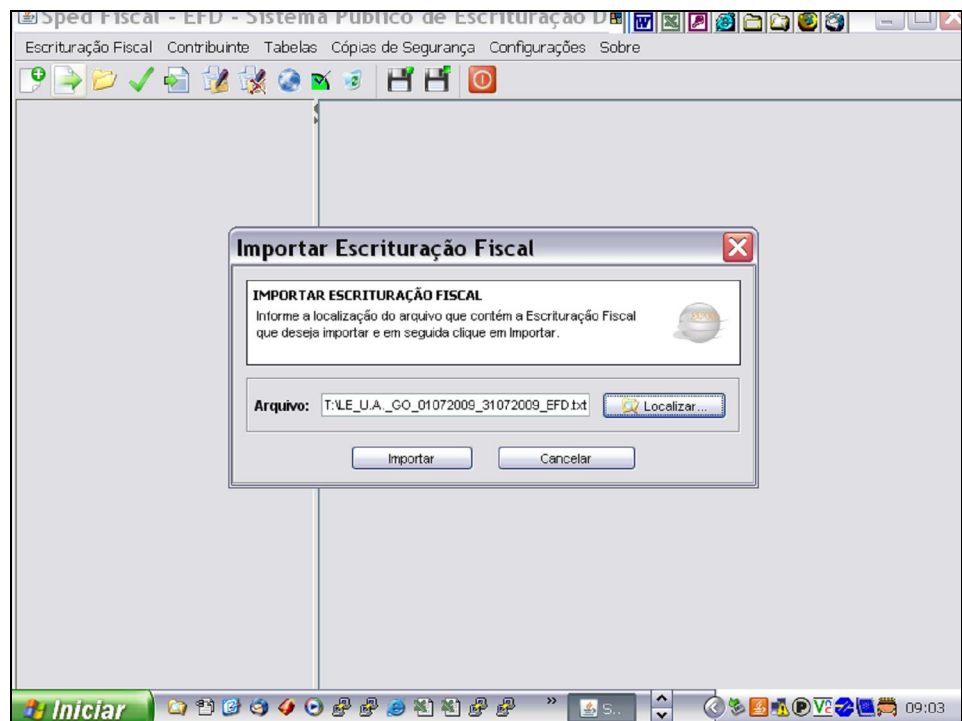 Sped Fiscal - EFD - Sistema Público de Escrituração D
Escrituração Fiscal Contribuinte Tabelas Cópias de Segurança Configurações Sobre
Importar Escrituração Fiscal
IMPORTAR ESCRITURAÇÃO FISCAL
Informe a localização do arquivo que contém a Escrituração Fiscal
que deseja importar e em seguida clique em Importar.
Arquivo: T:\LE_U.A._GO_01072009_31072009_EFD.txt Localizar...
Importar Cancelar
Iniciar S... 09:03